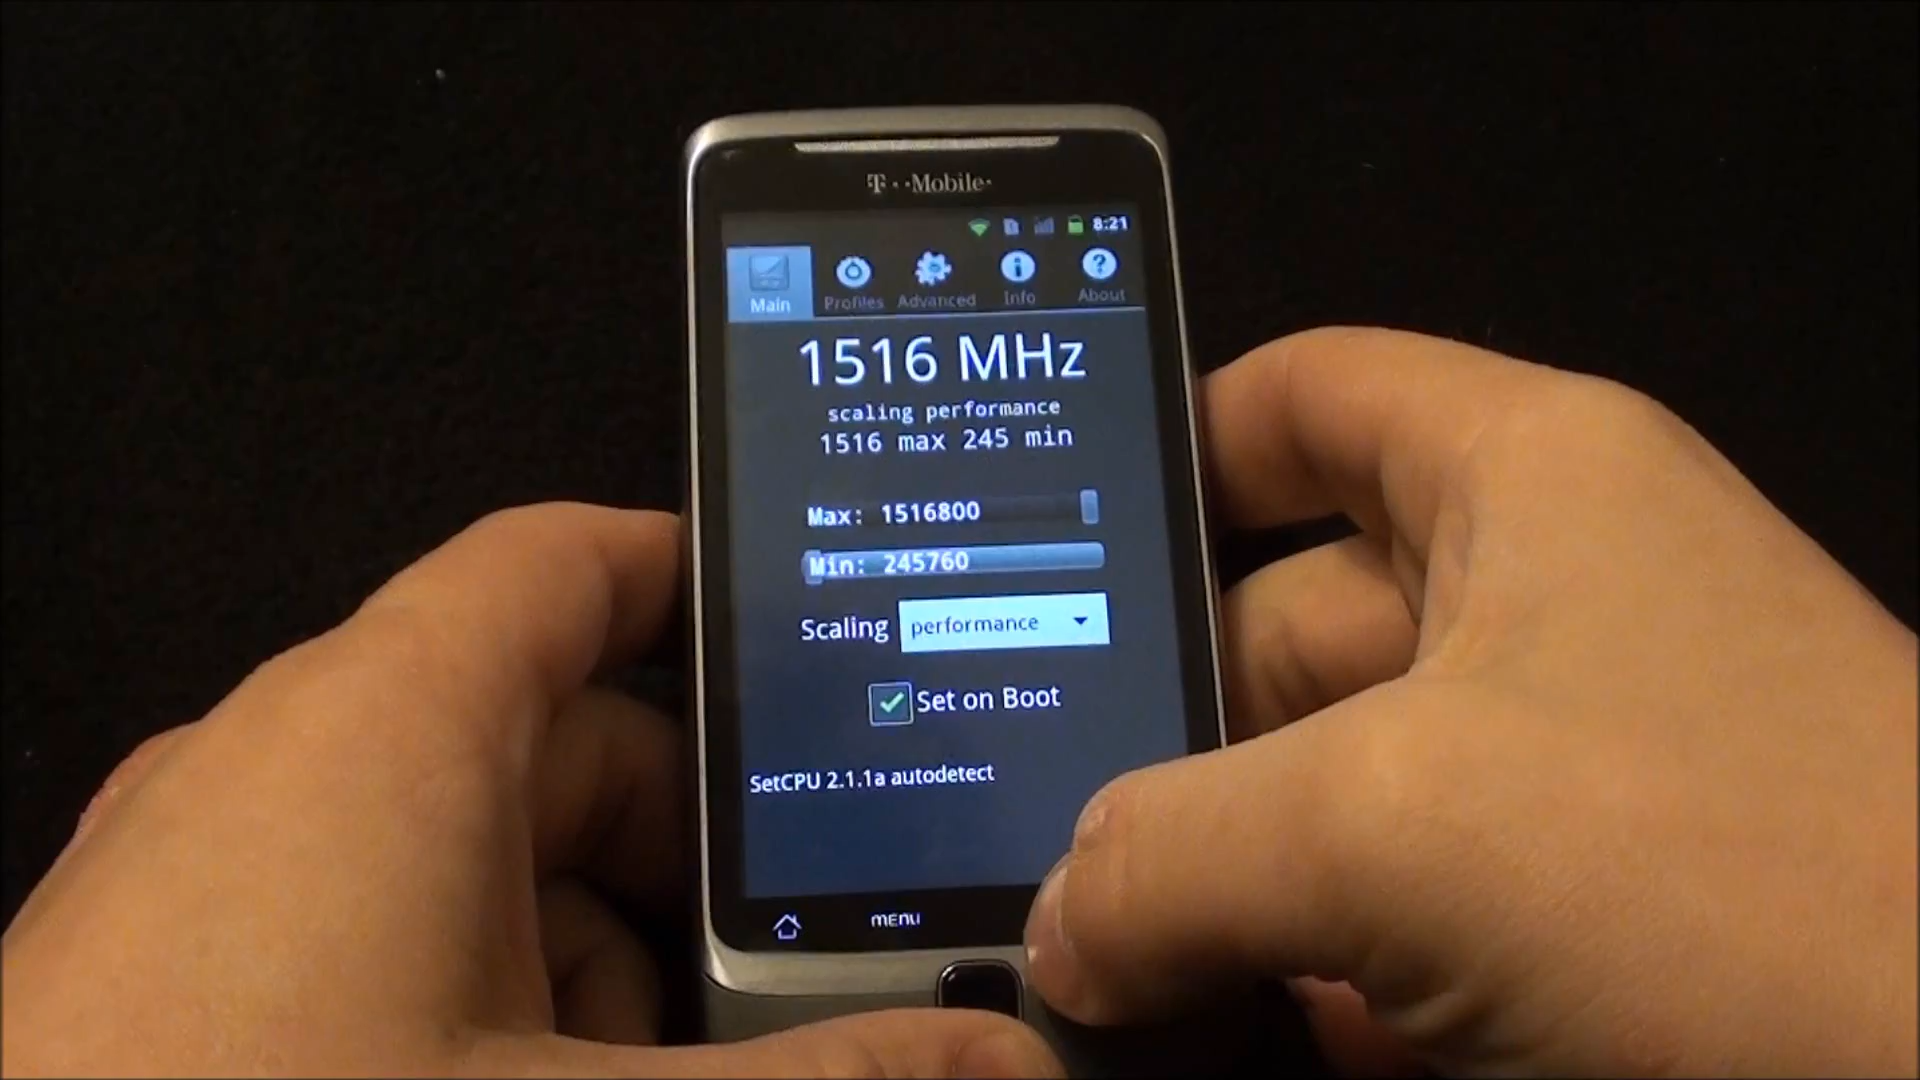 T··Mobile·
8:21
Main Profiles Advanced Info About
1516 MHz
scaling performance
1516 max 245 min
Max: 1516800
Min: 245760
Scaling performance
Set on Boot
SetCPU 2.1.1a autodetect
MENU